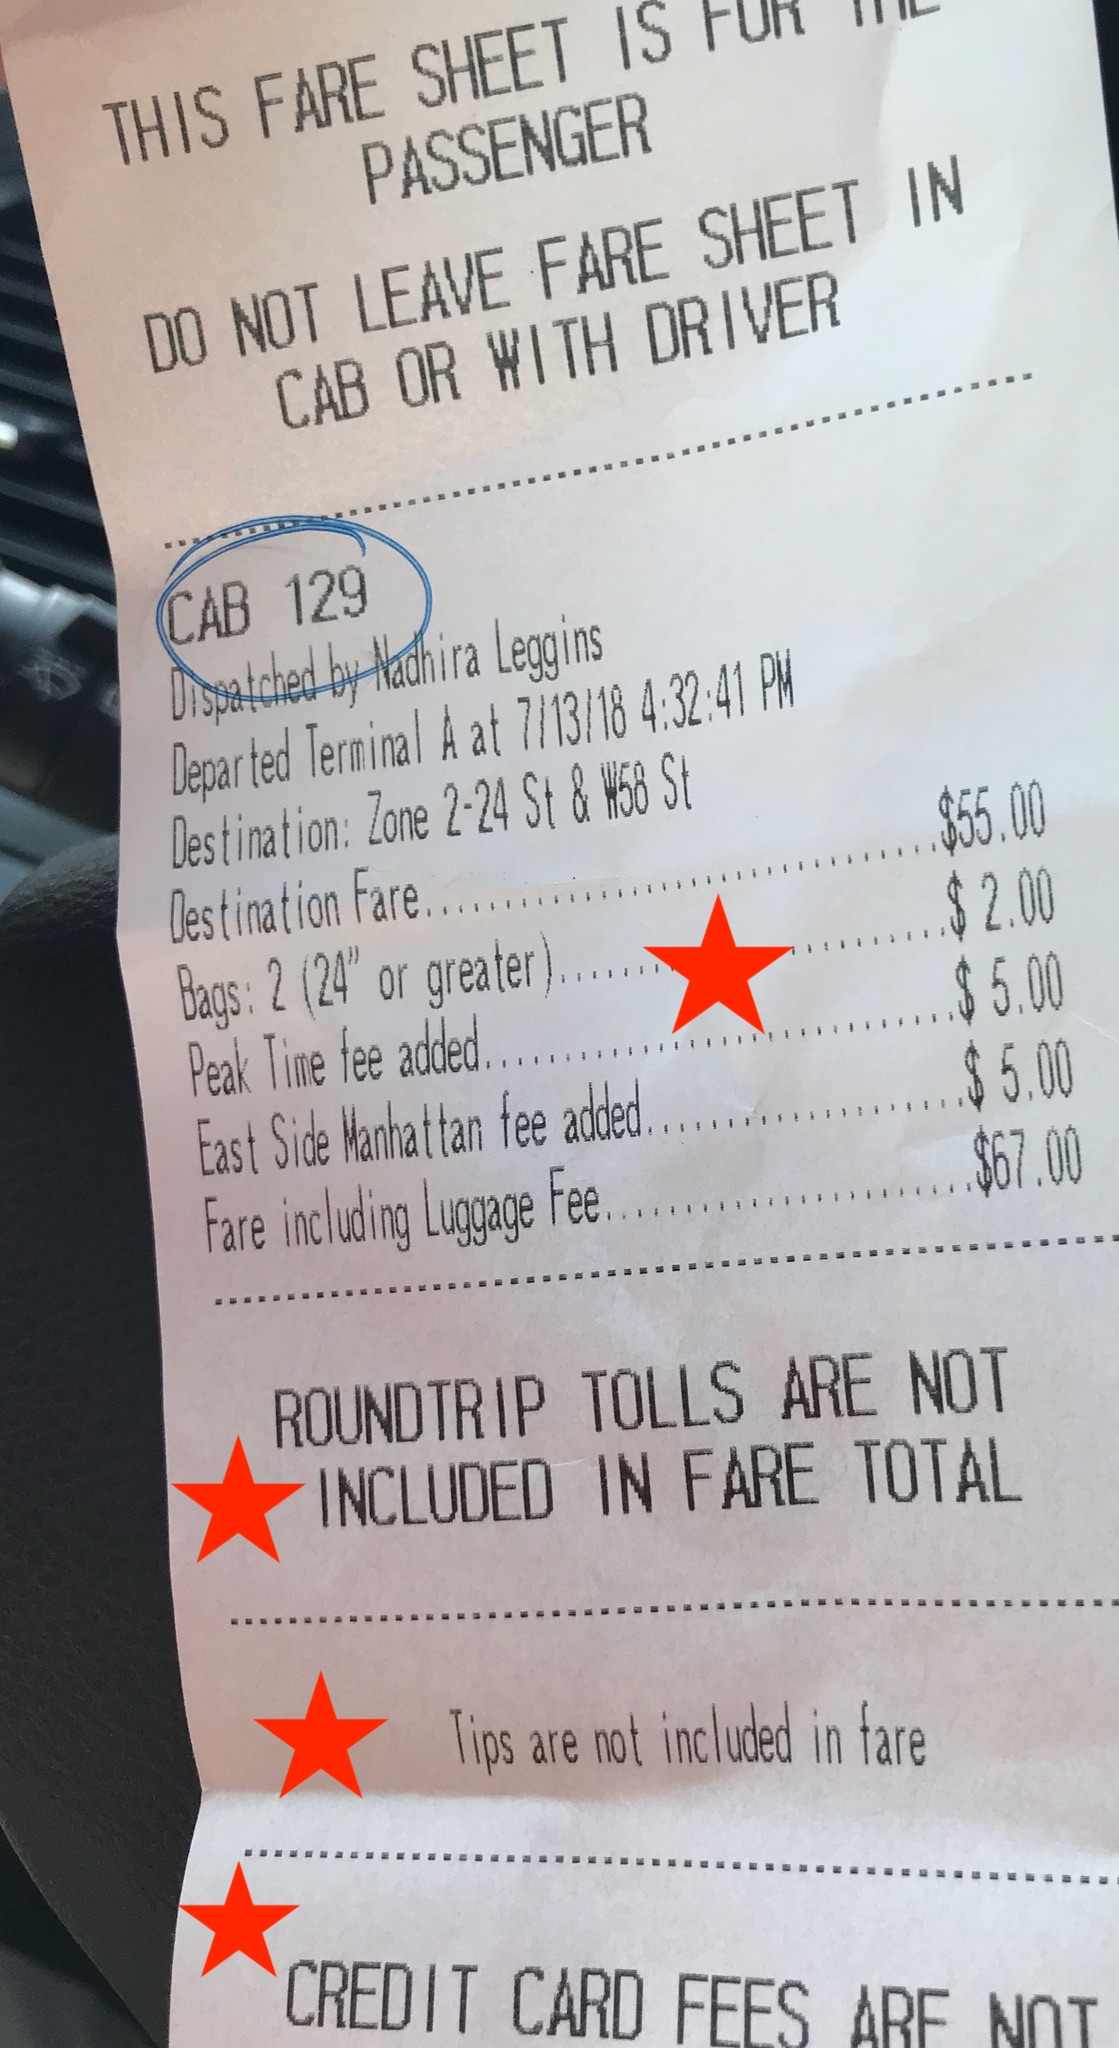 THIS FARE SHEET IS FOR THE
PASSENGER
DO NOT LEAVE FARE SHEET IN
CAB OR WITH DRIVER
CAB 129
Dispatched by Nadhira Leggins
Departed Terminal A at 7/13/18 4:32:41 PM
Destination: Zone 2-24 St & W58 St
Destination Fare..............................$55.00
Bags: 2 (24" or greater)....................$ 2.00
Peak Time fee added........................$ 5.00
East Side Manhattan fee added................$ 5.00
Fare including Luggage Fee..................$67.00
ROUNDTRIP TOLLS ARE NOT
INCLUDED IN FARE TOTAL
Tips are not included in fare
CREDIT CARD FEES ARE NOT